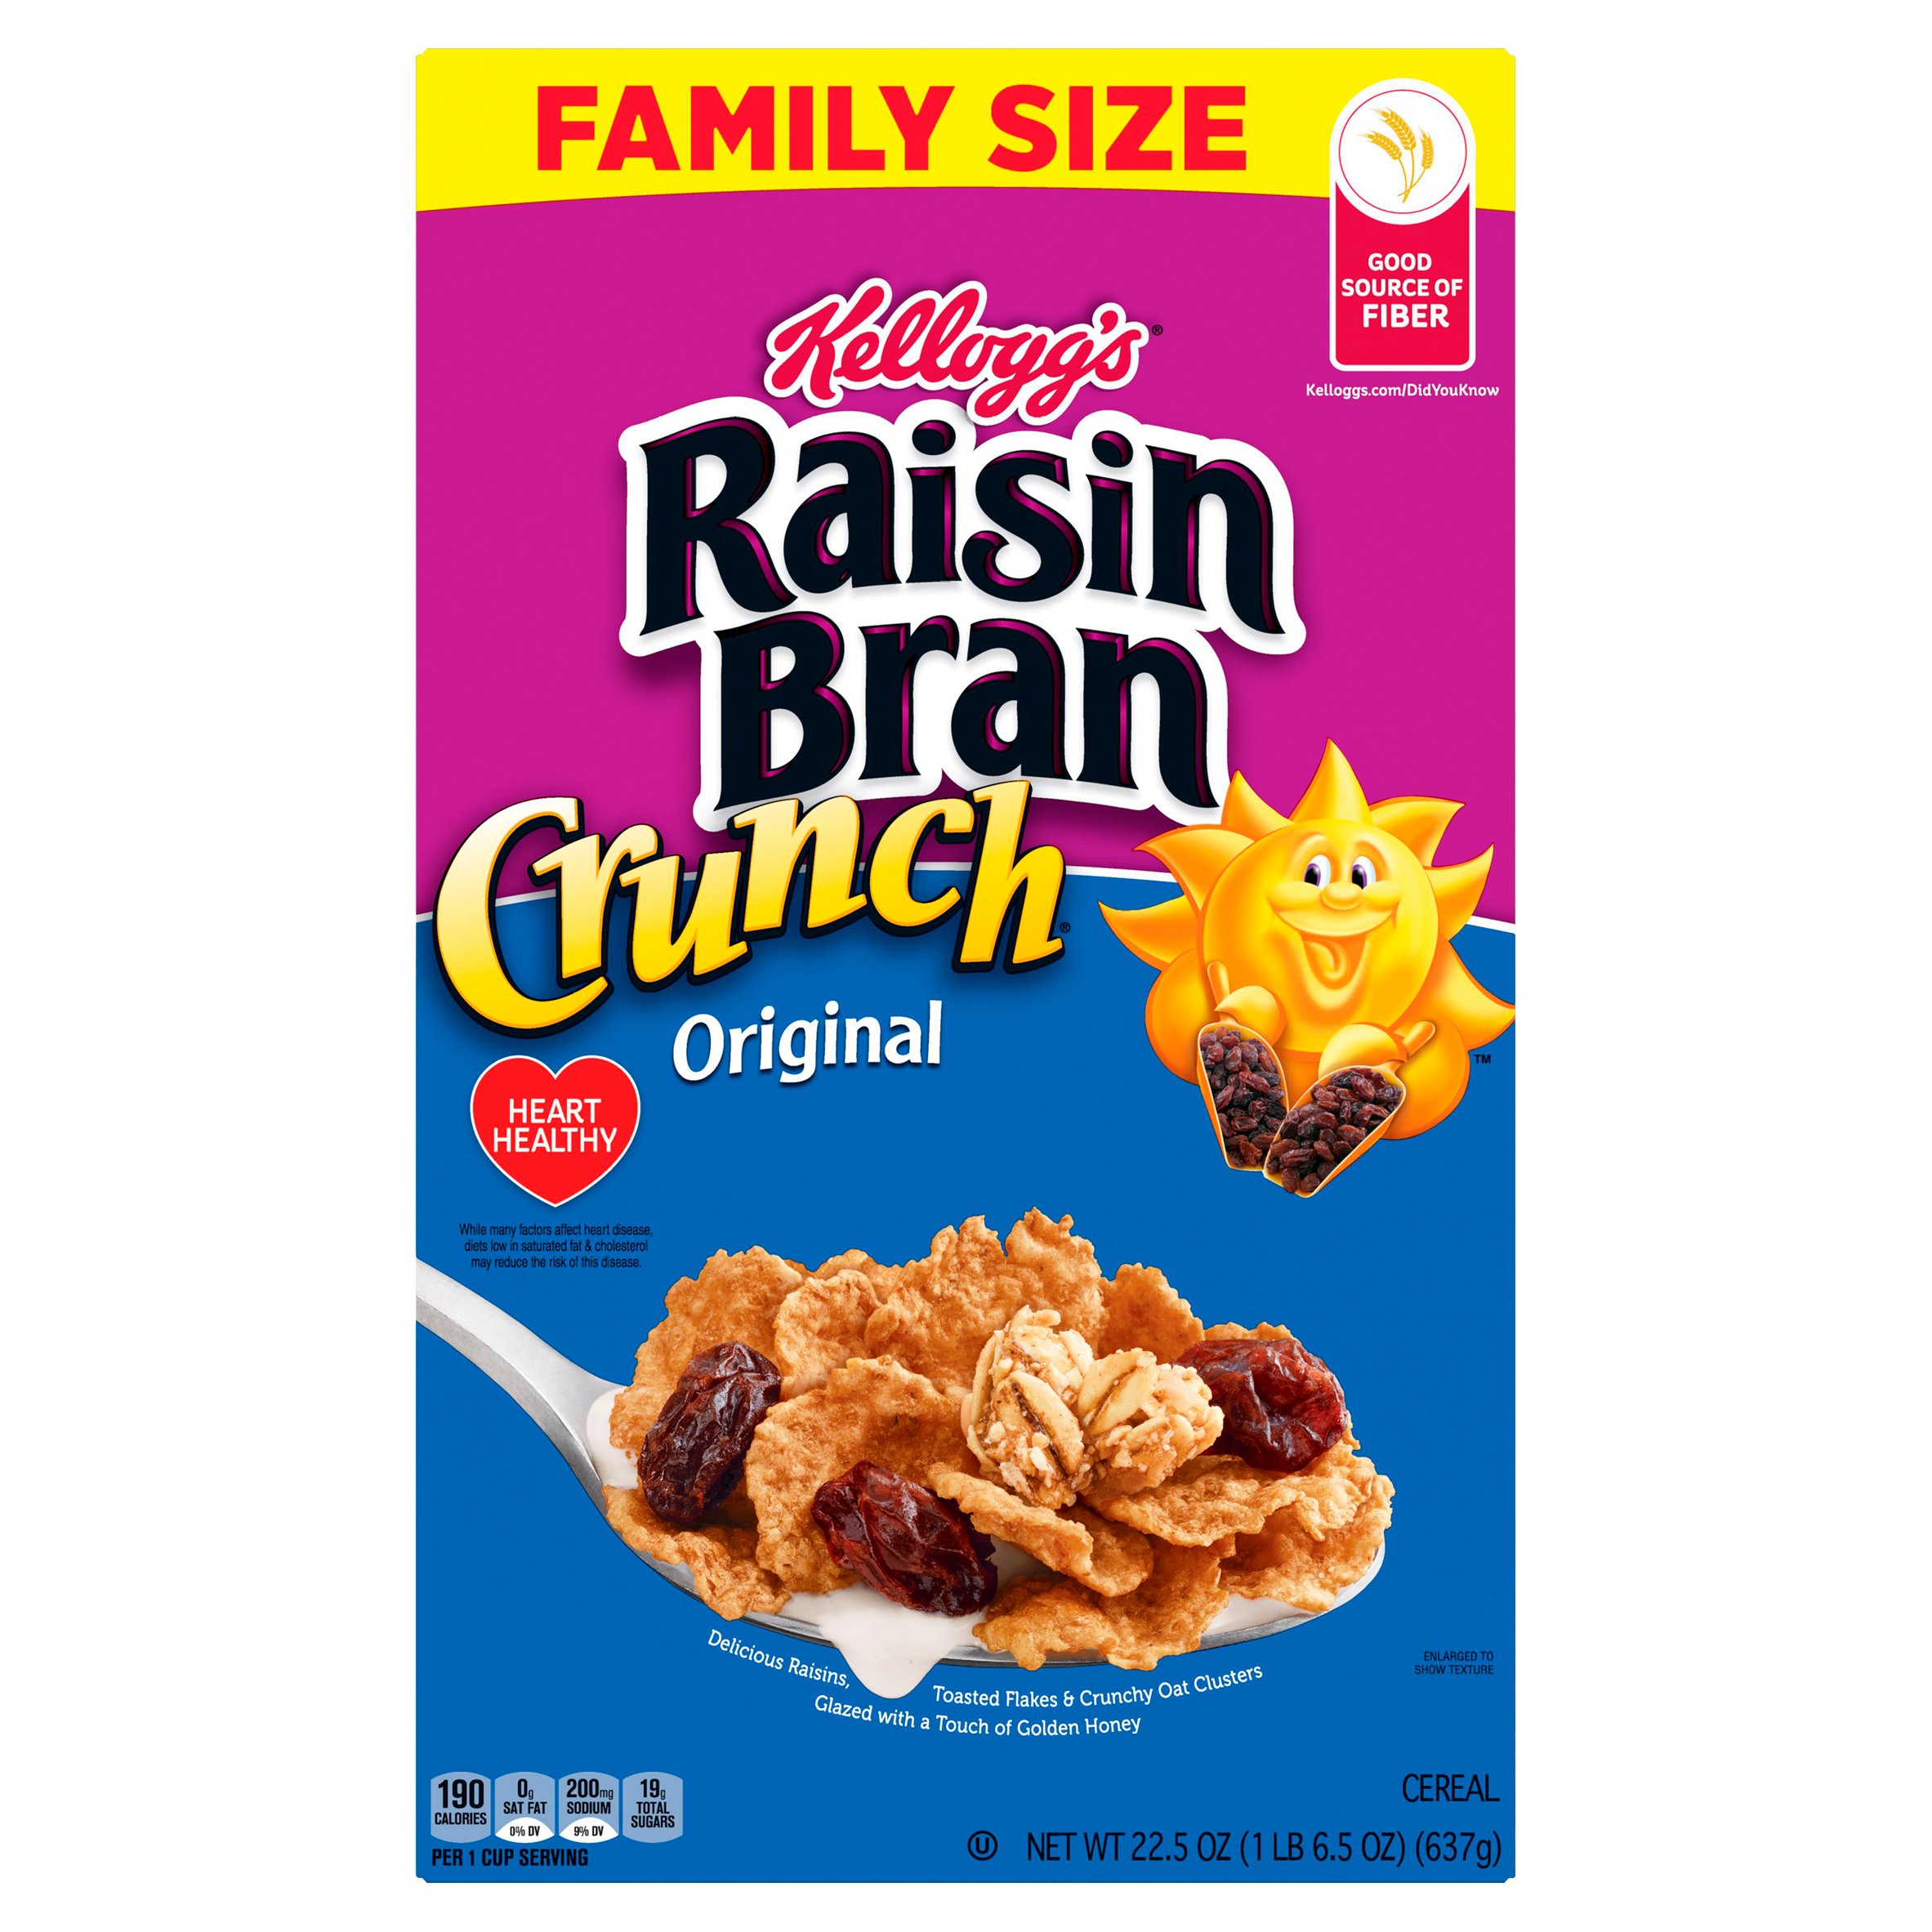 FAMILY SIZE
GOOD
SOURCE OF
FIBER
Kelloggs.com/DidYouKnow
Kellogg's®
Raisin
Bran
Crunch®
Original
™
HEART
HEALTHY
While many factors affect heart disease,
diets low in saturated fat & cholesterol
may reduce the risk of this disease.
Delicious Raisins, Toasted Flakes & Crunchy Oat Clusters
Glazed with a Touch of Golden Honey
ENLARGED TO
SHOW TEXTURE
190 CALORIES
0g SAT FAT 0% DV
200mg SODIUM 9% DV
19g TOTAL SUGARS
PER 1 CUP SERVING
CEREAL
U NET WT 22.5 OZ (1 LB 6.5 OZ) (637g)